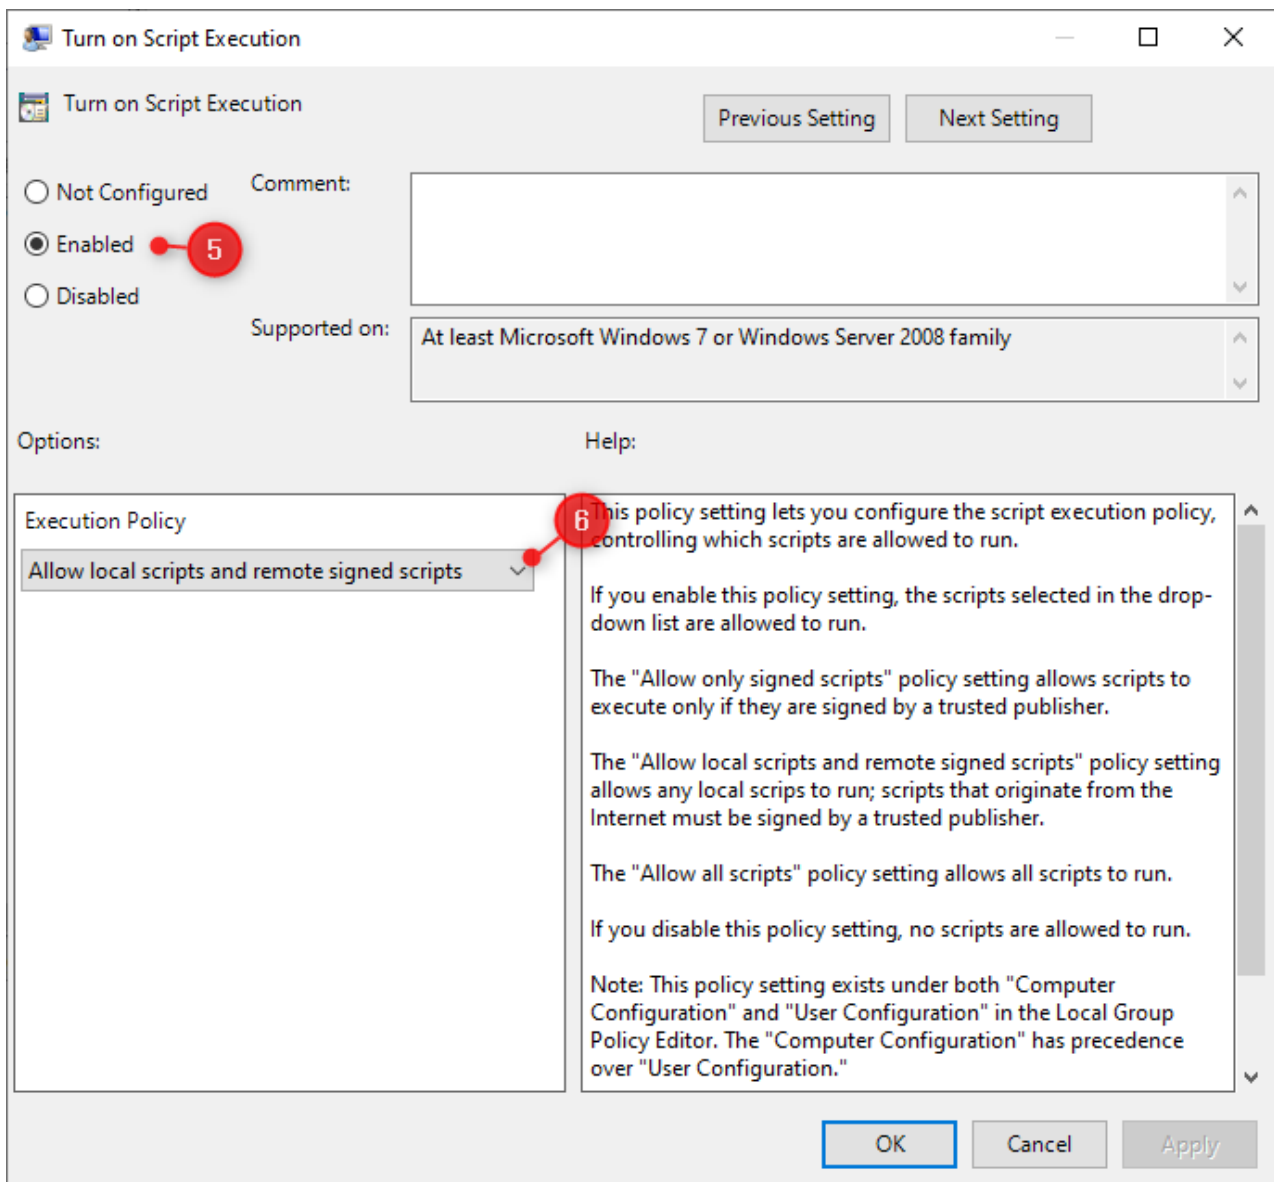 Turn on Script Execution
Turn on Script Execution
Previous Setting
Next Setting
Not Configured
Comment:
Enabled
5
Disabled
Supported on:
At least Microsoft Windows 7 or Windows Server 2008 family
Options:
Help:
Execution Policy
6
Allow local scripts and remote signed scripts
This policy setting lets you configure the script execution policy,
controlling which scripts are allowed to run.
If you enable this policy setting, the scripts selected in the drop-
down list are allowed to run.
The "Allow only signed scripts" policy setting allows scripts to
execute only if they are signed by a trusted publisher.
The "Allow local scripts and remote signed scripts" policy setting
allows any local scrips to run; scripts that originate from the
Internet must be signed by a trusted publisher.
The "Allow all scripts" policy setting allows all scripts to run.
If you disable this policy setting, no scripts are allowed to run.
Note: This policy setting exists under both "Computer
Configuration" and "User Configuration" in the Local Group
Policy Editor. The "Computer Configuration" has precedence
over "User Configuration."
OK
Cancel
Apply